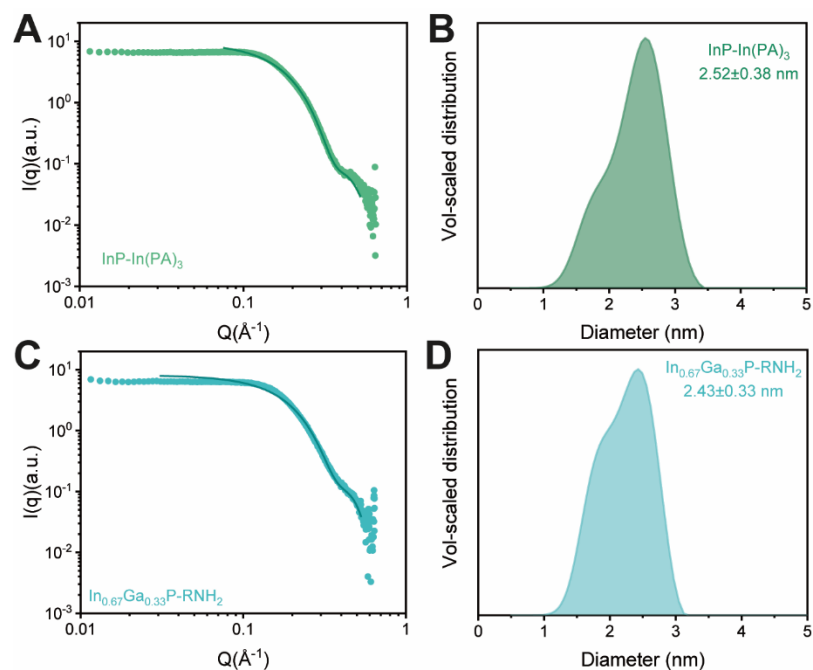 A
I(q)(a.u.)
10¹
10⁰
10⁻¹
10⁻²
10⁻³
InP-In(PA)₃
0.01 0.1 1
Q(Å⁻¹)
B
Vol-scaled distribution
InP-In(PA)₃
2.52±0.38 nm
0 1 2 3 4 5
Diameter (nm)
C
I(q)(a.u.)
10¹
10⁰
10⁻¹
10⁻²
10⁻³
In₀.₆₇Ga₀.₃₃P-RNH₂
0.01 0.1 1
Q(Å⁻¹)
D
Vol-scaled distribution
In₀.₆₇Ga₀.₃₃P-RNH₂
2.43±0.33 nm
0 1 2 3 4 5
Diameter (nm)